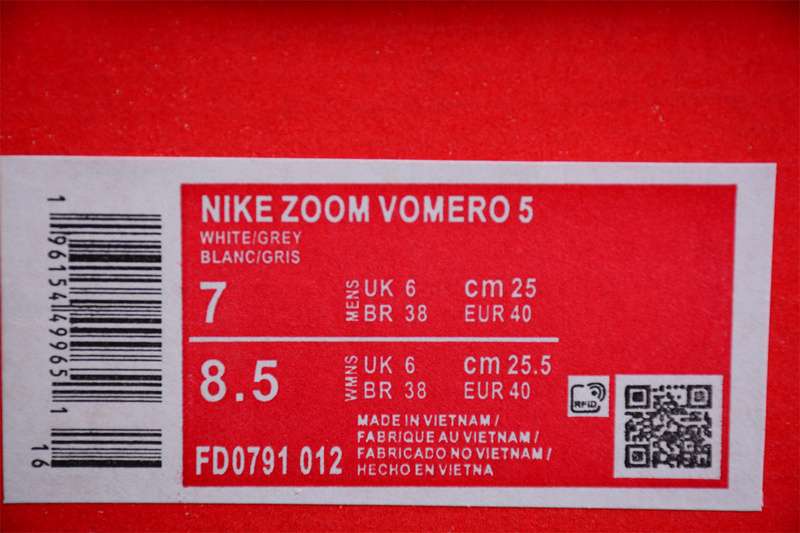 NIKE ZOOM VOMERO 5
WHITE/GREY
BLANC/GRIS
7 MENS UK 6 cm 25
BR 38 EUR 40
8.5 WMNS UK 6 cm 25.5
BR 38 EUR 40
FD0791 012
MADE IN VIETNAM /
FABRIQUE AU VIETNAM /
FABRICADO NO VIETNAM /
HECHO EN VIETNA
RFID
1 96154 49965 1
16